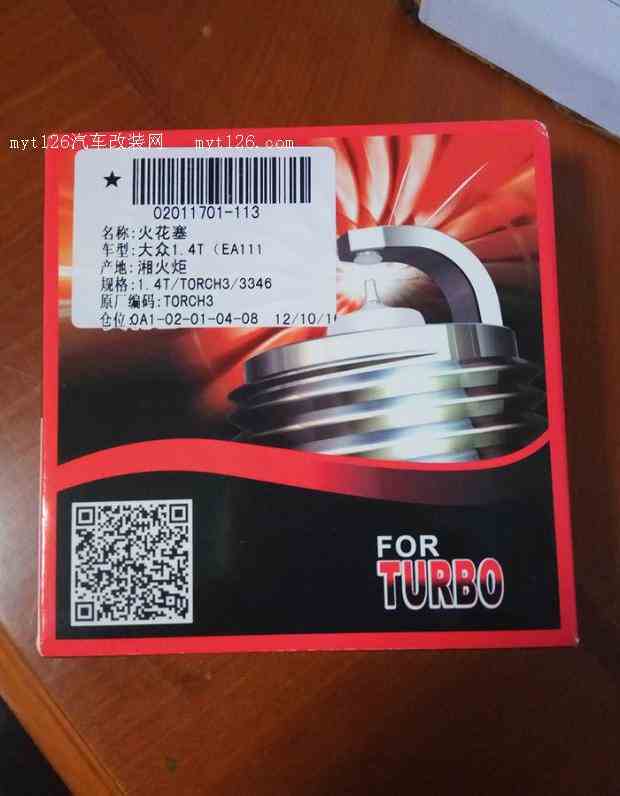 myt126汽车改装网 myt126.com
★
02011701-113
名称:火花塞
车型:大众1.4T（EA111
产地:湘火炬
规格:1.4T/TORCH3/3346
原厂编码:TORCH3
仓位:0A1-02-01-04-08 12/10/1
FOR
TURBO